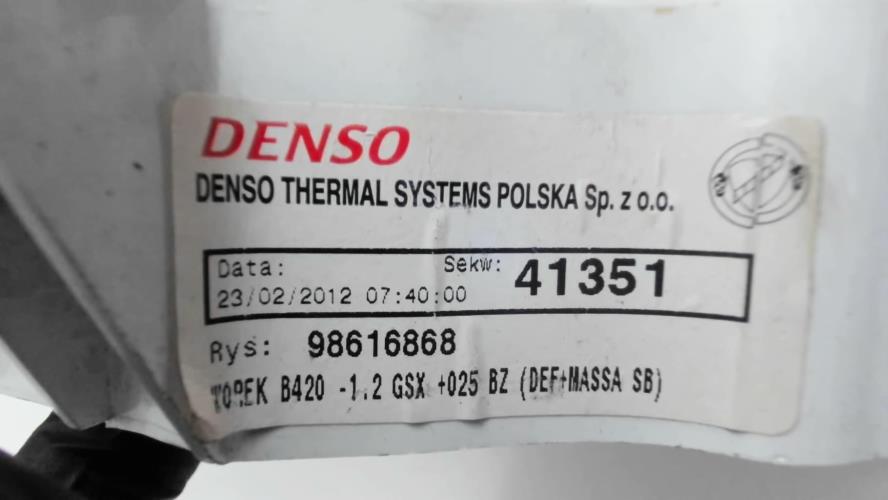 DENSO
DENSO THERMAL SYSTEMS POLSKA Sp. z o.o.
Data: Sekw: 41351
23/02/2012 07:40:00
Rys: 98616868
B420 -1.2 GSX +025 BZ (DEF+MASSA SB)